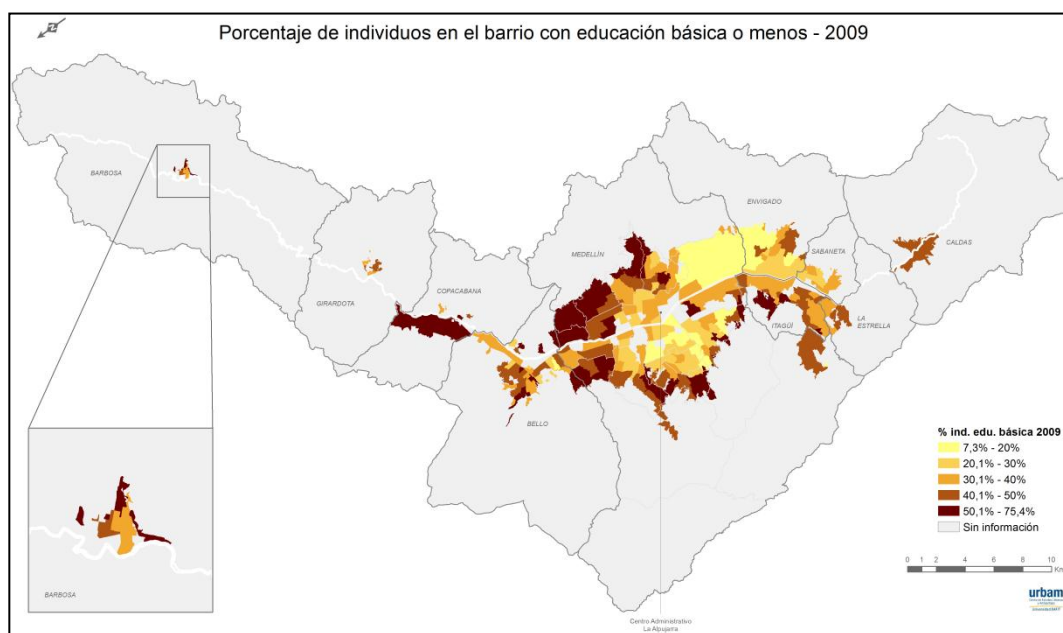 Porcentaje de individuos en el barrio con educación básica o menos - 2009
BARBOSA
GIRARDOTA
COPACABANA
MEDELLÍN
ENVIGADO
SABANETA
CALDAS
ITAGÜÍ
LA
ESTRELLA
BELLO
% ind. edu. básica 2009
7,3% - 20%
20,1% - 30%
30,1% - 40%
40,1% - 50%
50,1% - 75,4%
Sin información
0 1 2 4 6 8 10
Km
BARBOSA
Centro Administrativo
La Alpujarra
urbam